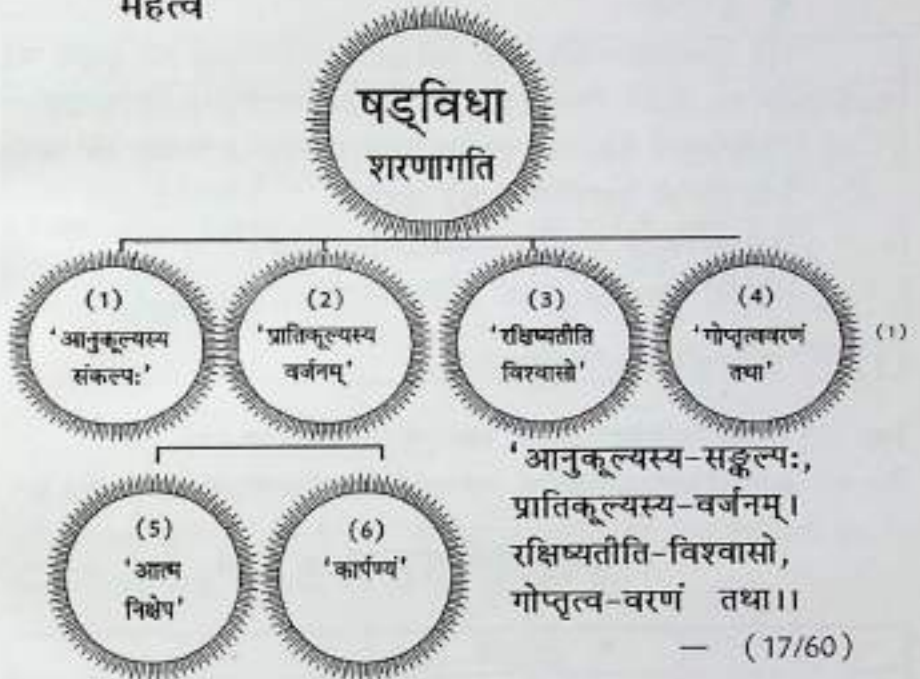 महत्व
षड्विधा
शरणागति
(1)
'आनुकूल्यस्य
संकल्पः'
(2)
'प्रातिकूल्यस्य
वर्जनम्'
(3)
'रक्षिष्यतीति
विश्वासो'
(4)
'गोप्तृत्ववरणं
तथा'
(1)
(5)
'आत्म
निक्षेप'
(6)
'कार्पण्यं'
'आनुकूल्यस्य-सङ्कल्पः,
प्रातिकूल्यस्य-वर्जनम्।
रक्षिष्यतीति-विश्वासो,
गोप्तृत्व-वरणं तथा।।
— (17/60)